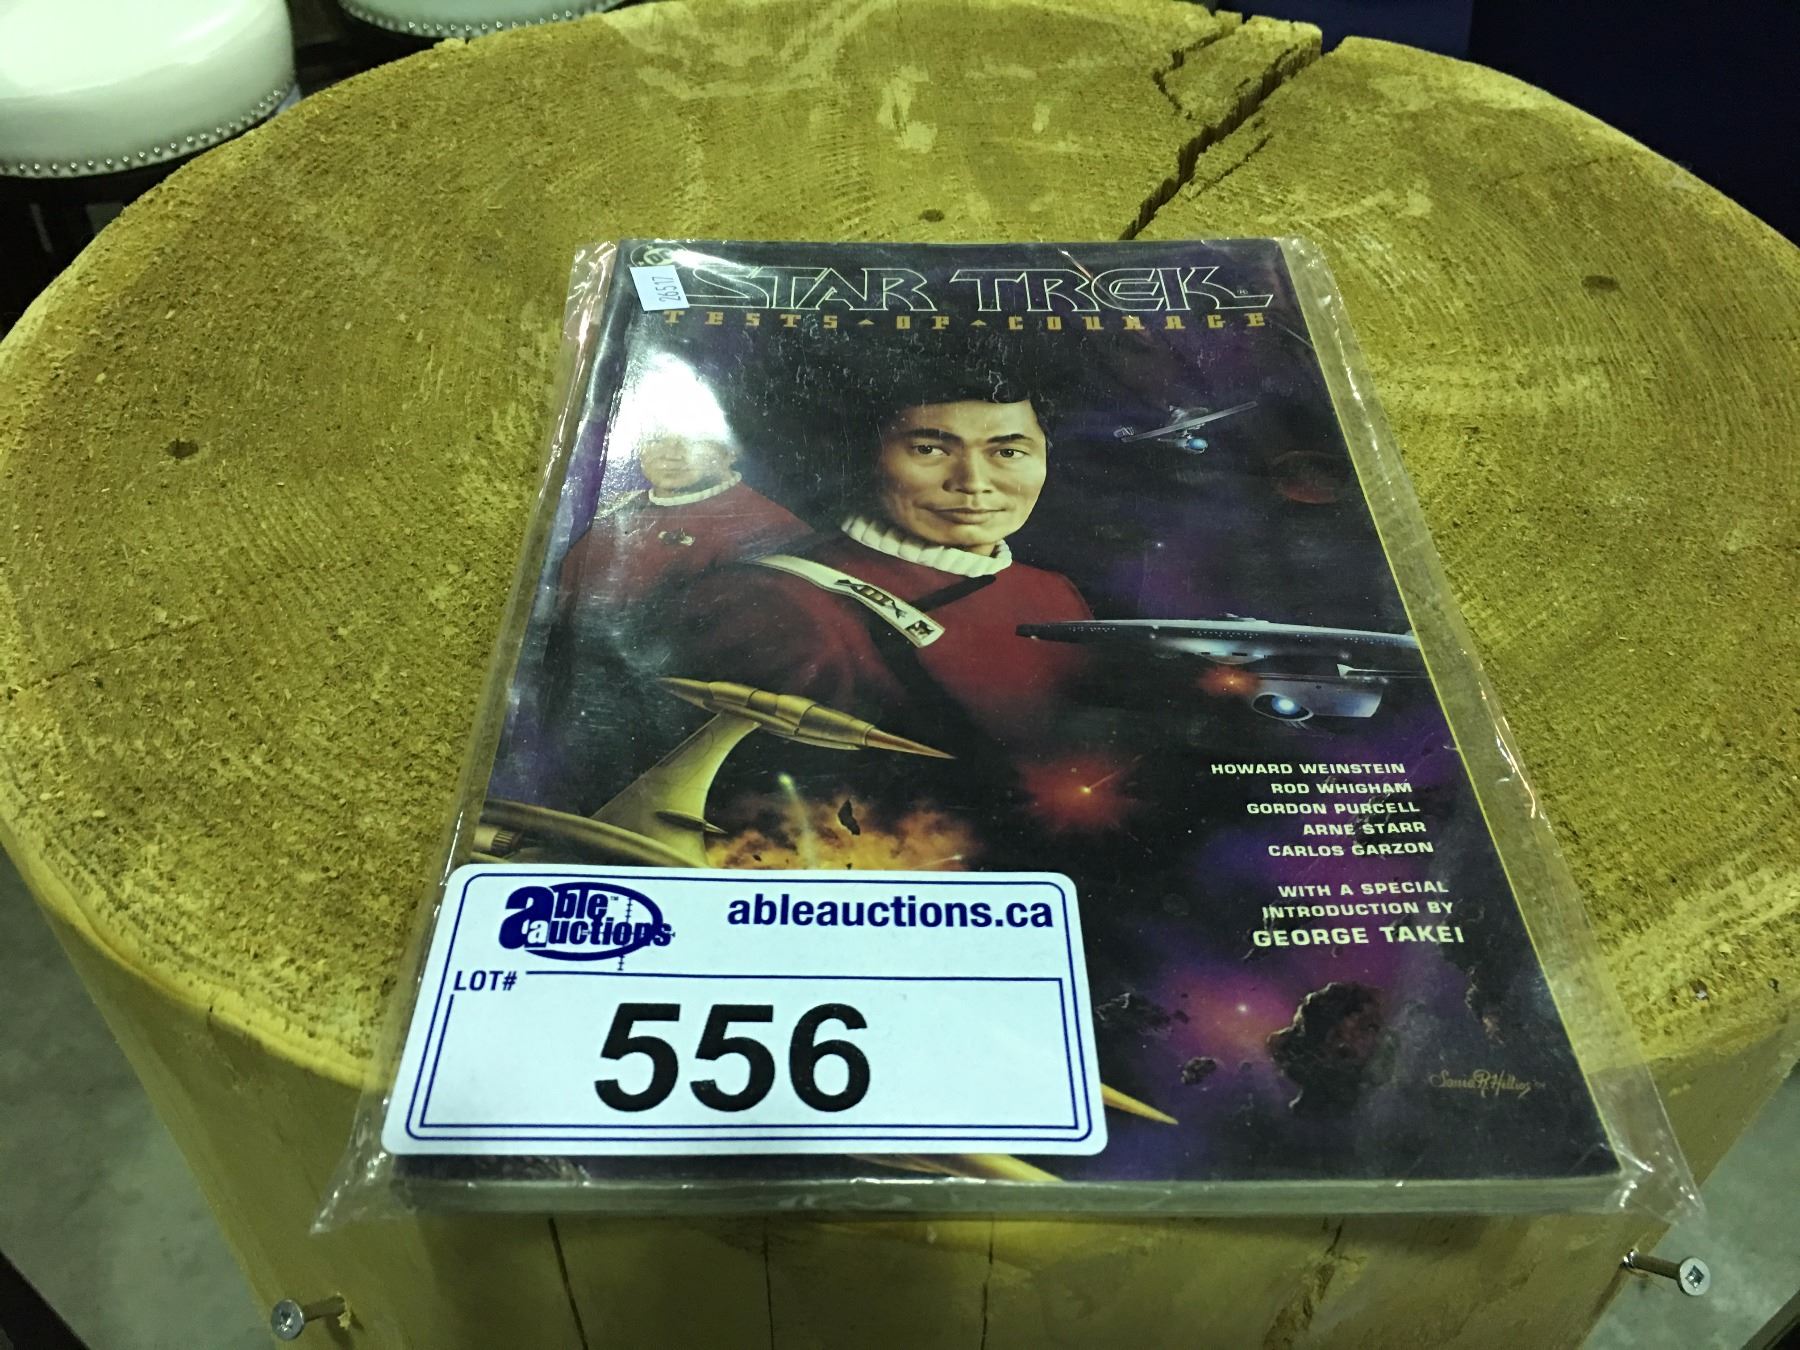 26517
STAR TREK
TESTS OF COURAGE
HOWARD WEINSTEIN
ROD WHIGHAM
GORDON PURCELL
ARNE STARR
CARLOS GARZON
WITH A SPECIAL
INTRODUCTION BY
GEORGE TAKEI
able auctions™
ableauctions.ca
LOT#
556